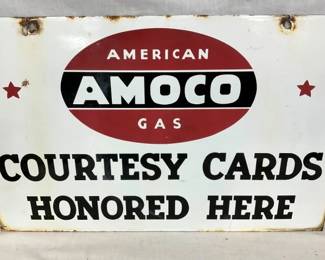 AMERICAN
AMOCO
GAS
COURTESY CARDS
HONORED HERE